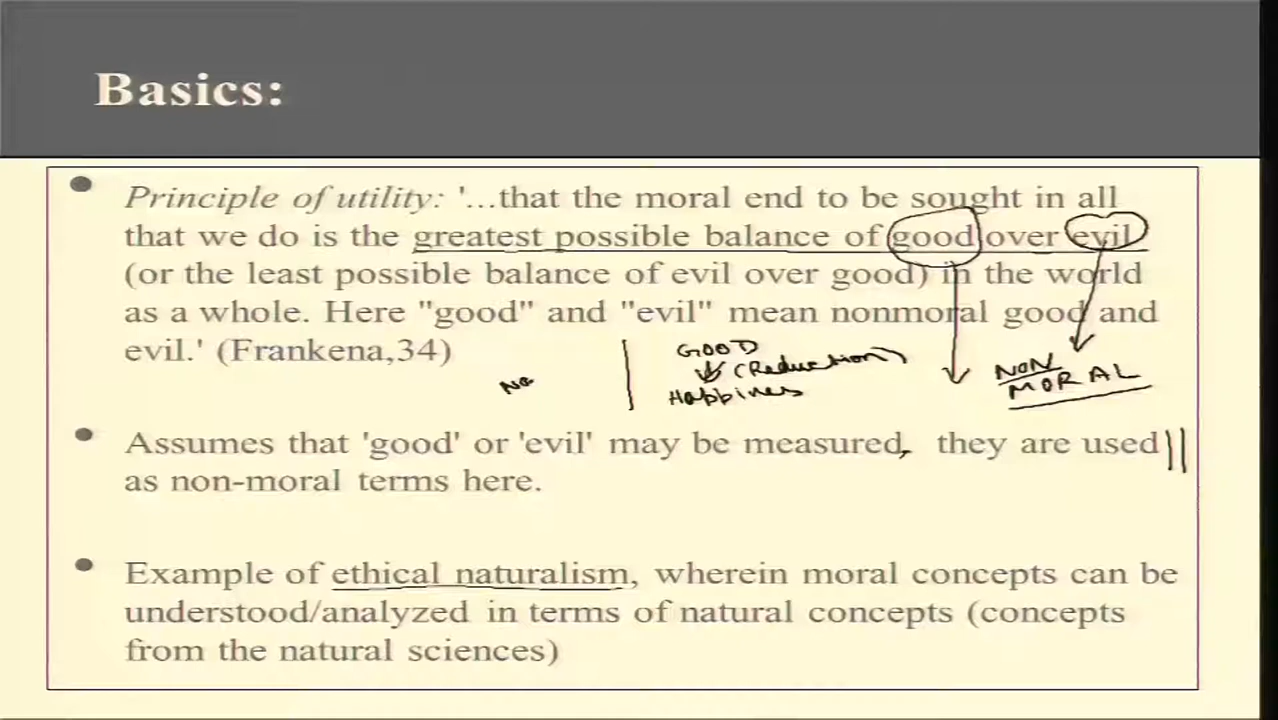 Basics:
• Principle of utility: '...that the moral end to be sought in all
that we do is the greatest possible balance of good over evil
(or the least possible balance of evil over good) in the world
as a whole. Here "good" and "evil" mean nonmoral good and
evil.' (Frankena,34)
GOOD
(Reduction)
Happiness
NON
MORAL
No
• Assumes that 'good' or 'evil' may be measured, they are used
as non-moral terms here.
• Example of ethical naturalism, wherein moral concepts can be
understood/analyzed in terms of natural concepts (concepts
from the natural sciences)